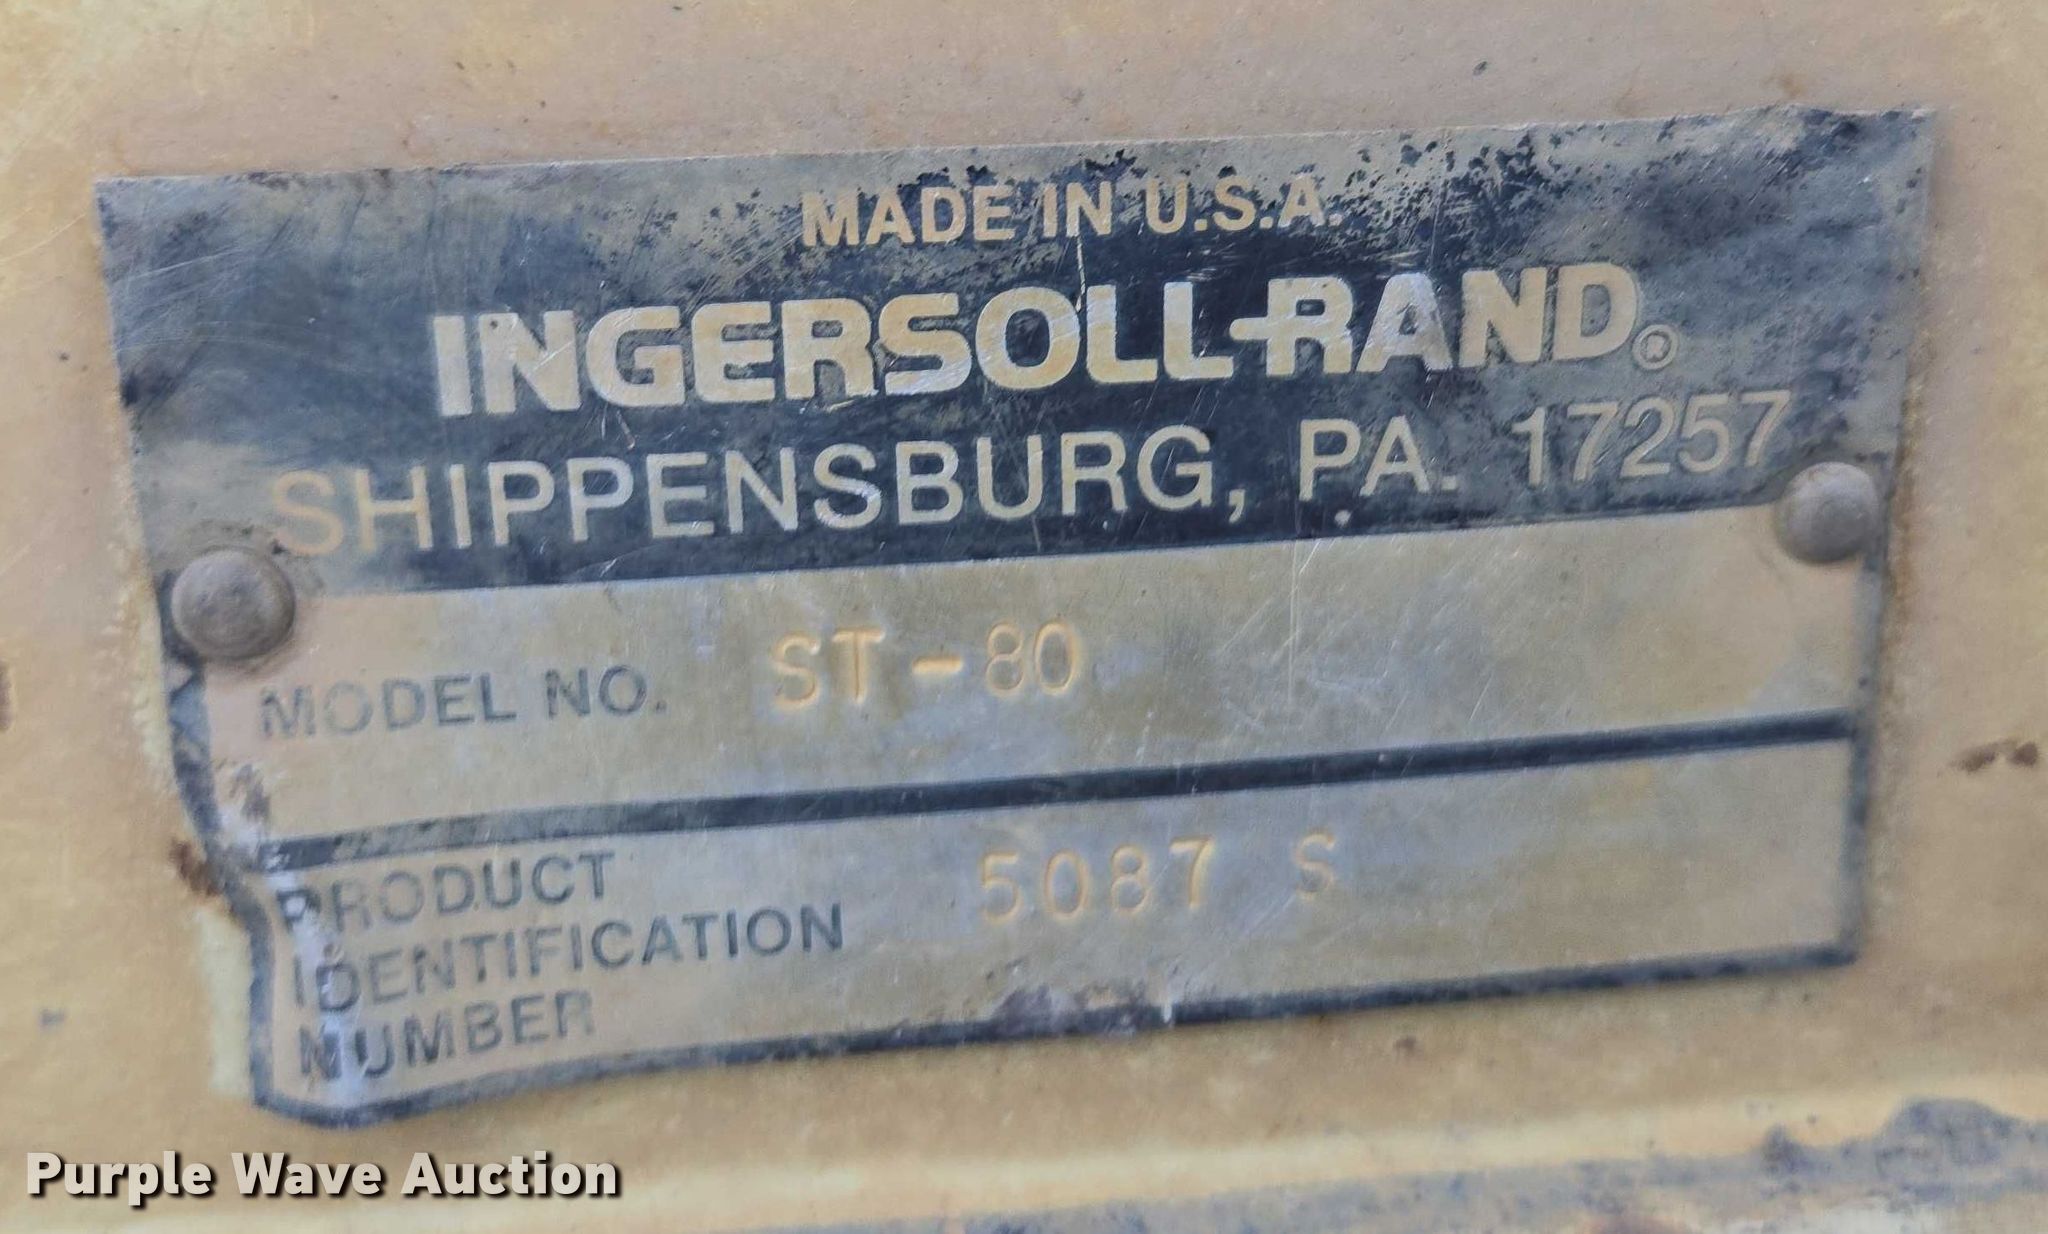 MADE IN U.S.A.
INGERSOLL-RAND®
SHIPPENSBURG, PA. 17257
MODEL NO. ST-80
PRODUCT
IDENTIFICATION
NUMBER
5087 S
Purple Wave Auction